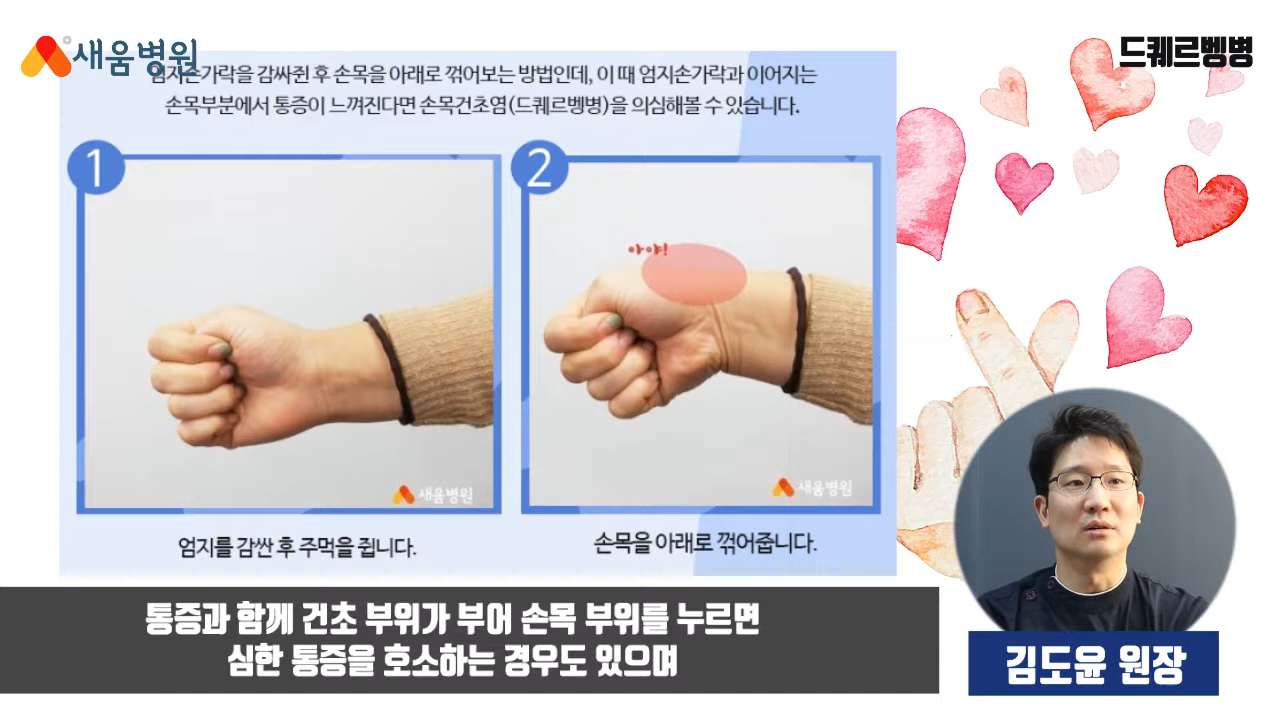 새움병원
드퀘르벵병
엄지손가락을 감싸쥔 후 손목을 아래로 꺾어보는 방법인데, 이 때 엄지손가락과 이어지는
손목부분에서 통증이 느껴진다면 손목건초염(드퀘르벵병)을 의심해볼 수 있습니다.
1
2
아야!
새움병원
새움병원
엄지를 감싼 후 주먹을 쥡니다.
손목을 아래로 꺾어줍니다.
통증과 함께 건초 부위가 부어 손목 부위를 누르면
심한 통증을 호소하는 경우도 있으며
김도윤 원장